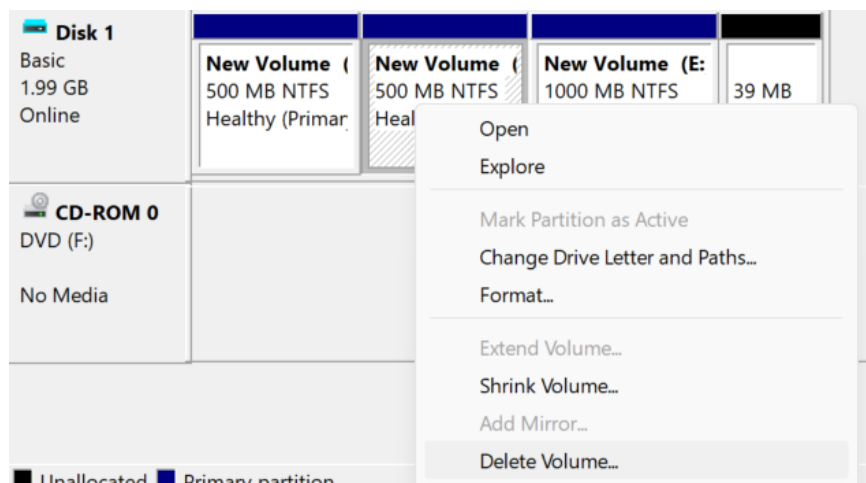 Disk 1
Basic
1.99 GB
Online
New Volume (
500 MB NTFS
Healthy (Primar
New Volume (
500 MB NTFS
Heal
New Volume (E:
1000 MB NTFS
39 MB
Open
Explore
Mark Partition as Active
Change Drive Letter and Paths...
Format...
Extend Volume...
Shrink Volume...
Add Mirror...
Delete Volume...
CD-ROM 0
DVD (F:)
No Media
Unallocated Primary partition